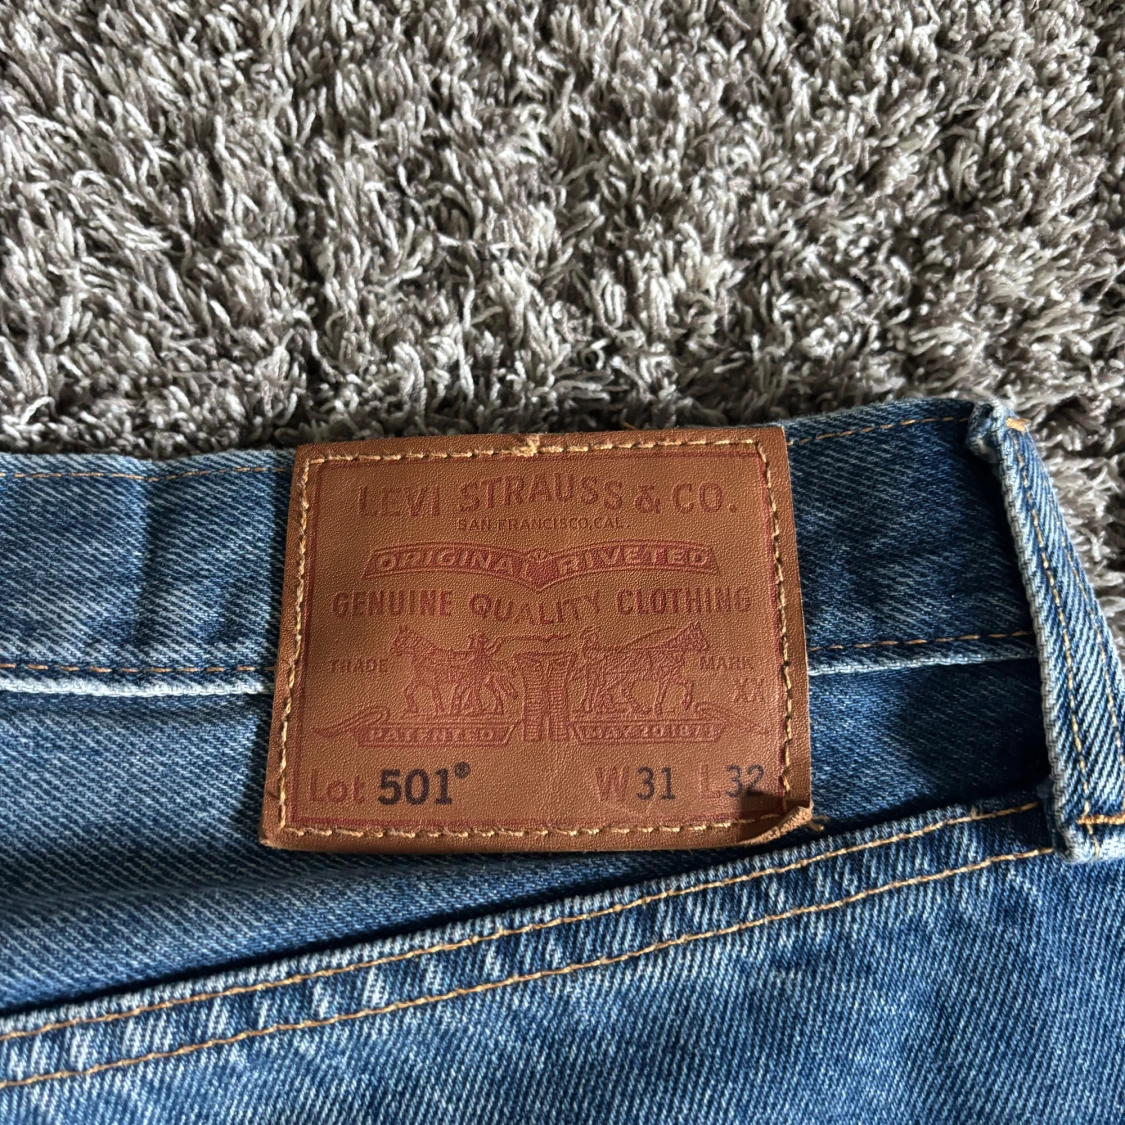 LEVI STRAUSS & CO.
SAN FRANCISCO, CAL.
ORIGINAL RIVETED
GENUINE QUALITY CLOTHING
TRADE MARK
XX
PATENTED MAY 20 1873
Lot 501® W31 L32